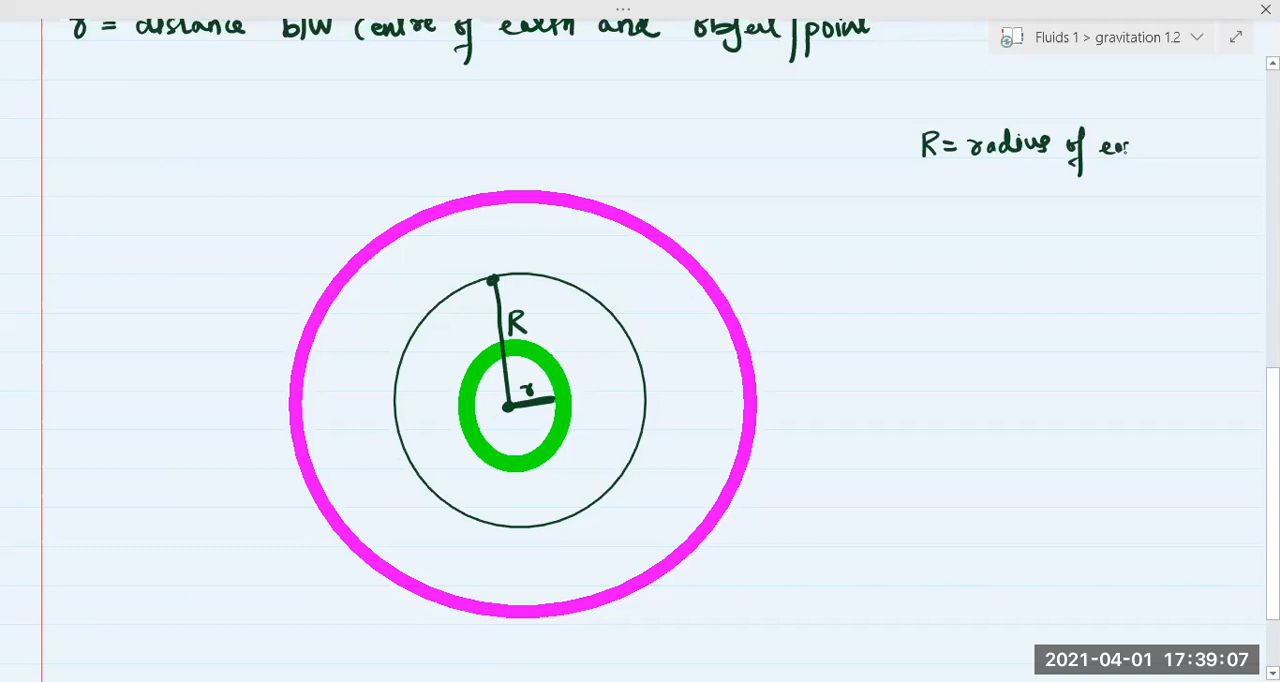 r = distance b/w centre of earth and object/point
Fluids 1 > gravitation 1.2
R= radius of ea
R
r
2021-04-01 17:39:07